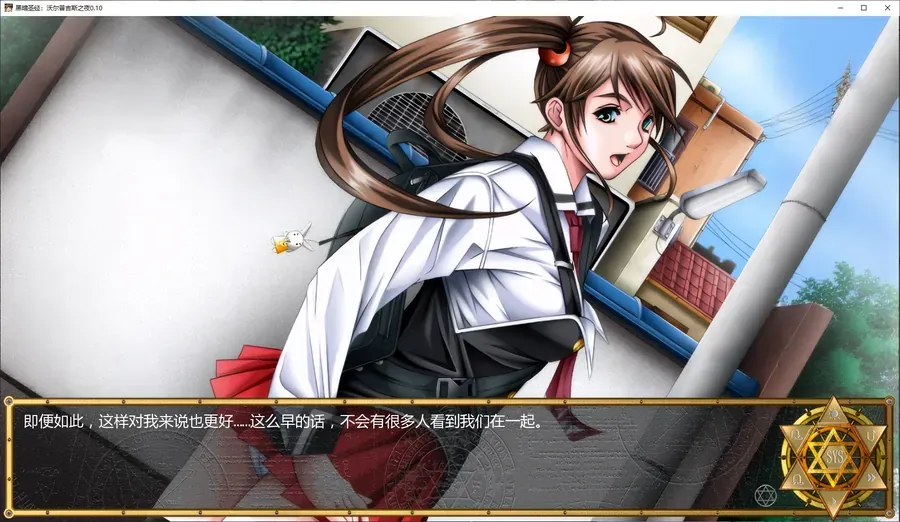 黑暗圣经：沃尔普吉斯之夜0.10
即便如此，这样对我来说也更好……这么早的话，不会有很多人看到我们在一起。
SYS